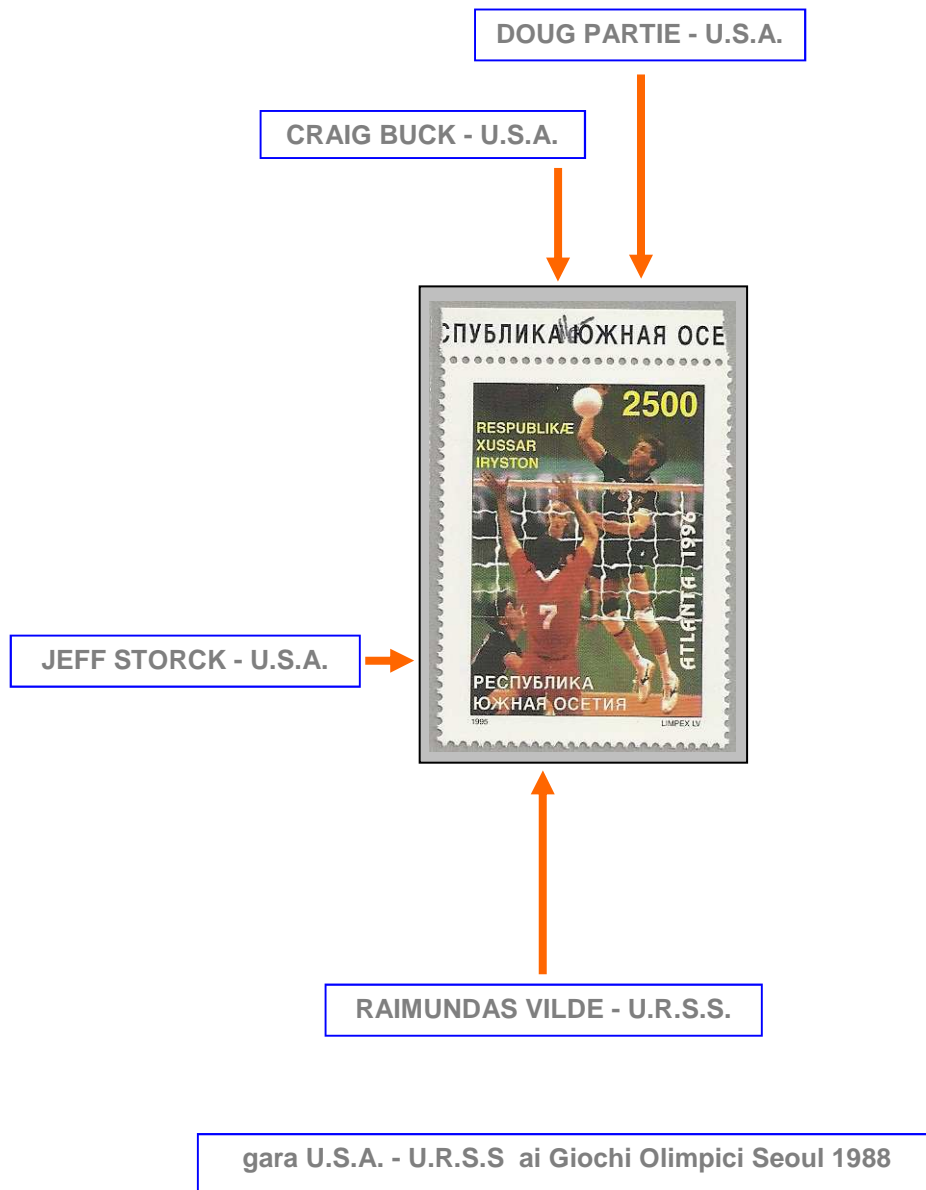 DOUG PARTIE - U.S.A.
CRAIG BUCK - U.S.A.
СПУБЛИКА ЮЖНАЯ ОСЕ
2500
RESPUBLIKÆ
XUSSAR
IRYSTON
ATLANTA 1996
7
JEFF STORCK - U.S.A.
РЕСПУБЛИКА
ЮЖНАЯ ОСЕТИЯ
1995 LIMPEX LV
RAIMUNDAS VILDE - U.R.S.S.
gara U.S.A. - U.R.S.S ai Giochi Olimpici Seoul 1988